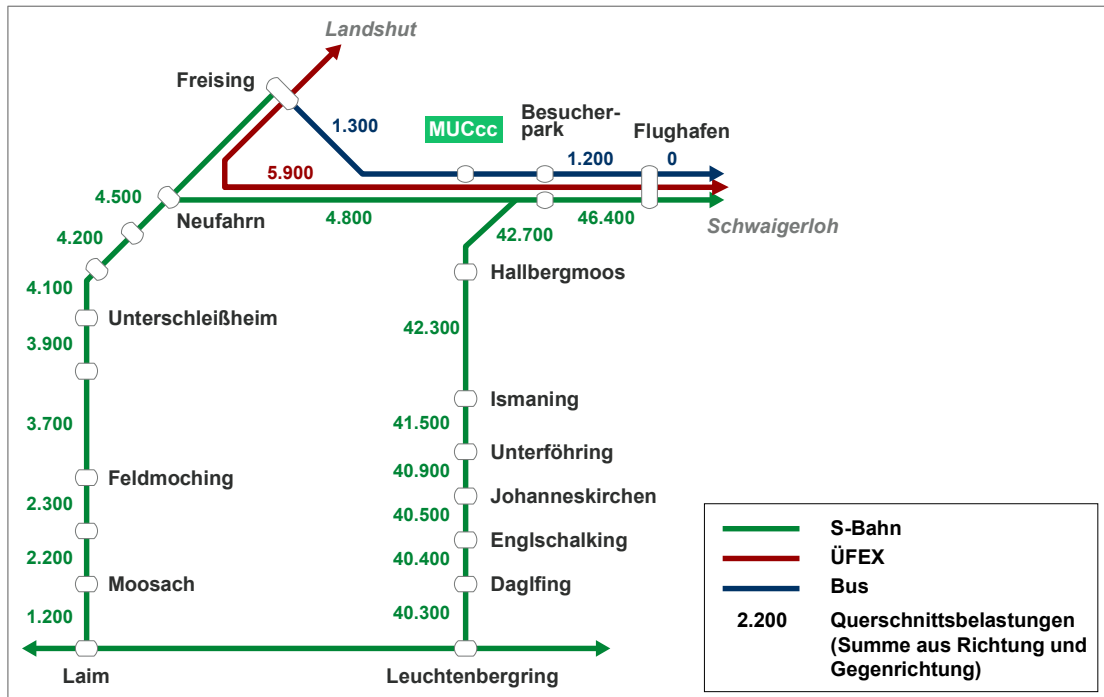 Landshut
Freising
Besucher-
park
MUCcc
Flughafen
1.300
1.200
0
5.900
4.500
Neufahrn
4.800
46.400
Schwaigerloh
4.200
42.700
4.100
Hallbergmoos
Unterschleißheim
42.300
3.900
Ismaning
3.700
41.500
Unterföhring
Feldmoching
40.900
2.300
Johanneskirchen
40.500
Englschalking
2.200
40.400
Moosach
Daglfing
1.200
40.300
Laim
Leuchtenbergring
S-Bahn
ÜFEX
Bus
2.200
Querschnittsbelastungen
(Summe aus Richtung und
Gegenrichtung)